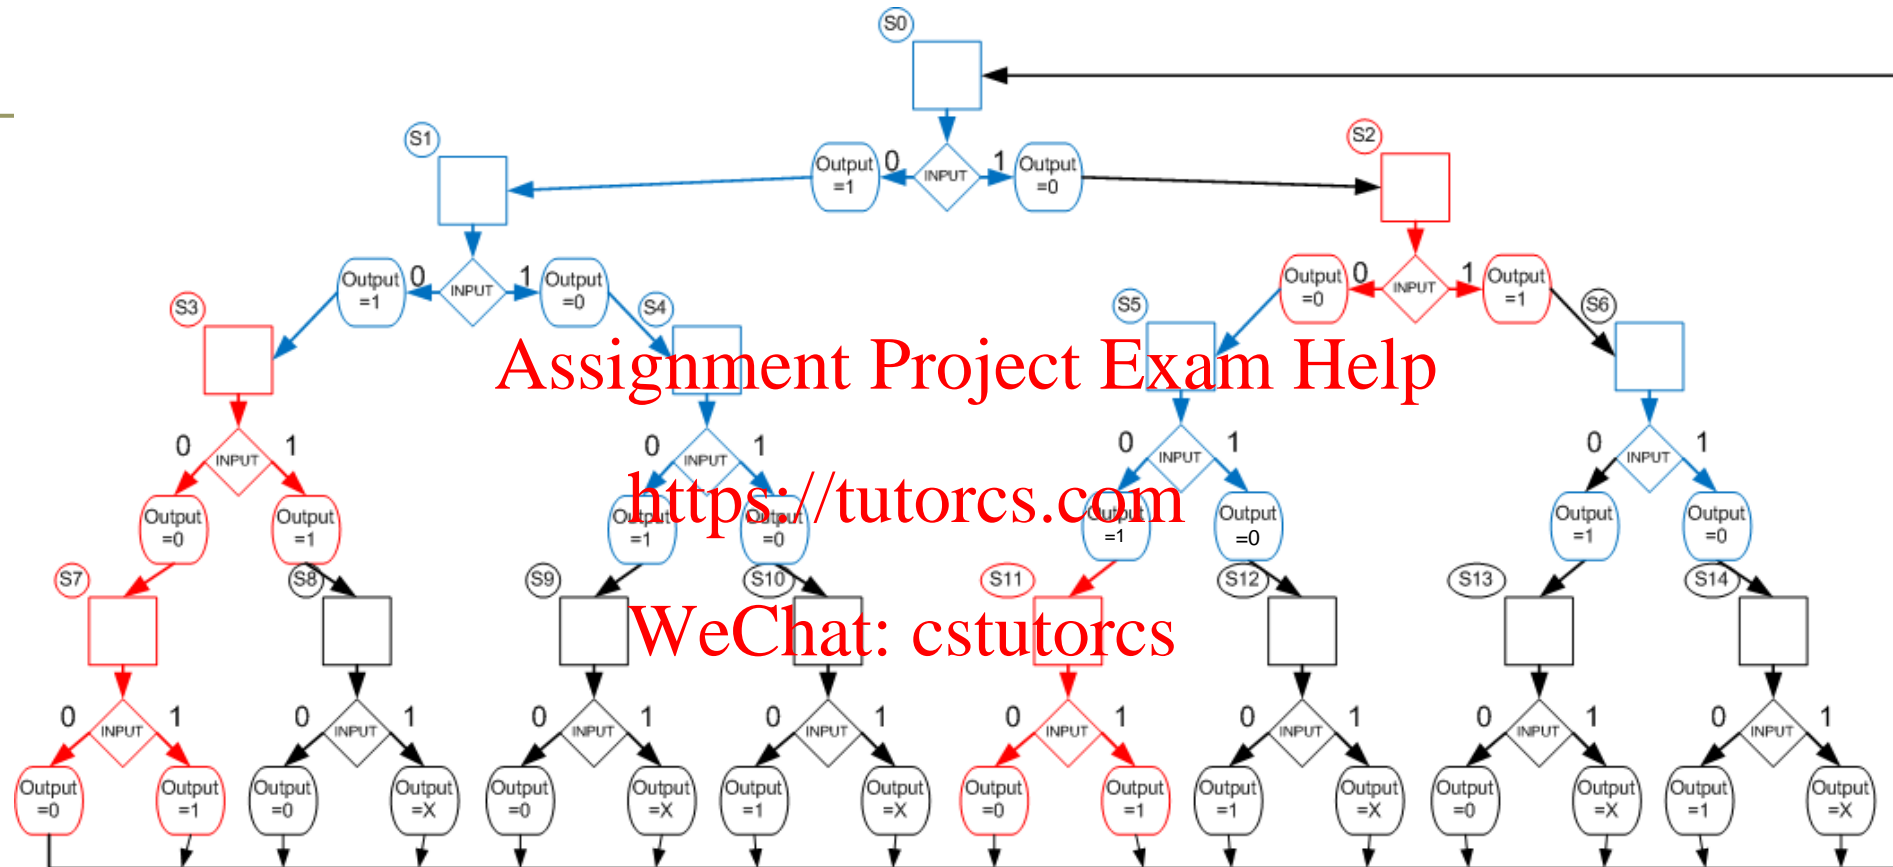 S0
S1
S2
Output
=1
0
INPUT
1
Output
=0
Output
=1
0
INPUT
1
Output
=0
Output
=0
0
INPUT
1
Output
=1
S3
S4
S5
S6
Assignment Project Exam Help
0
INPUT
1
0
INPUT
1
0
INPUT
1
0
INPUT
1
https://tutorcs.com
Output
=0
Output
=1
Output
=1
Output
=0
Output
=1
Output
=0
Output
=1
Output
=0
S7
S8
S9
S10
S11
S12
S13
S14
WeChat: cstutorcs
0
INPUT
1
0
INPUT
1
0
INPUT
1
0
INPUT
1
0
INPUT
1
0
INPUT
1
0
INPUT
1
0
INPUT
1
Output
=0
Output
=1
Output
=0
Output
=X
Output
=0
Output
=X
Output
=1
Output
=X
Output
=0
Output
=1
Output
=1
Output
=X
Output
=0
Output
=X
Output
=1
Output
=X